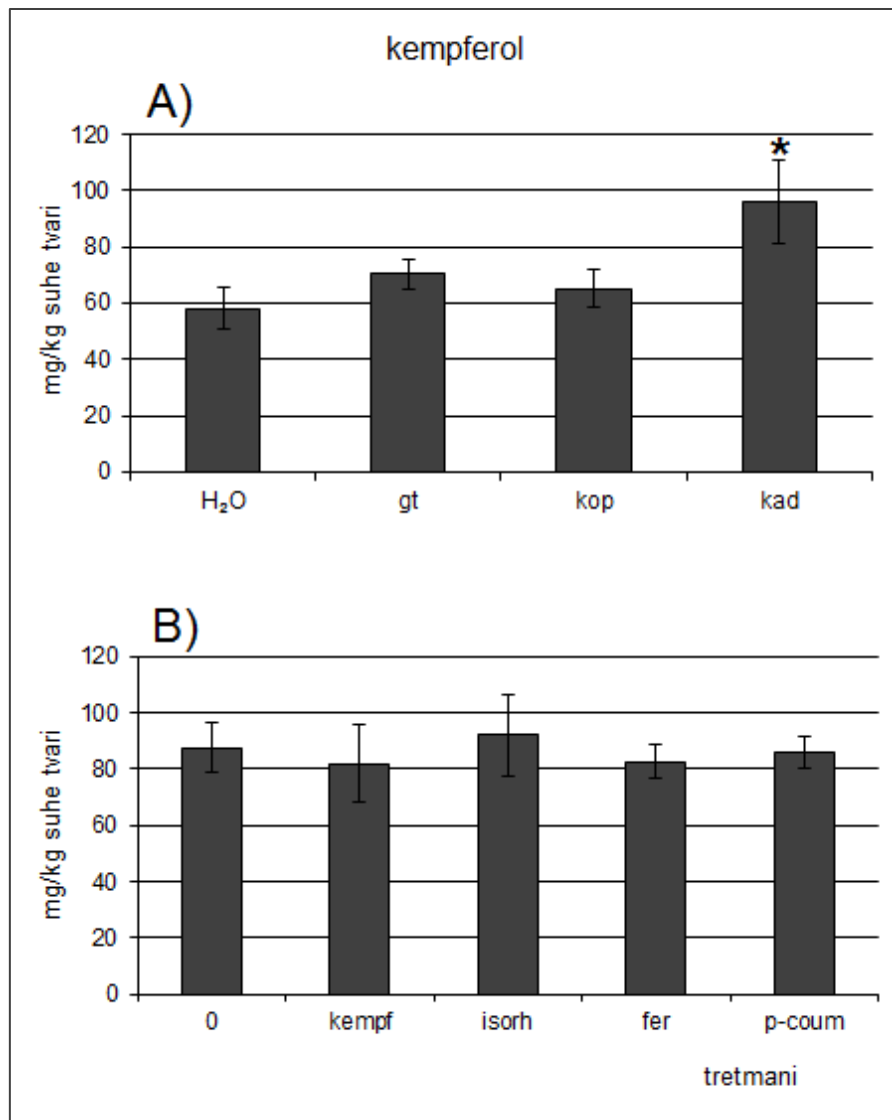 kempferol
A)
120
100
80
60
40
20
0
mg/kg suhe tvari
*
H₂O gt kop kad
B)
120
100
80
60
40
20
0
mg/kg suhe tvari
0 kempf isorh fer p-coum
tretmani